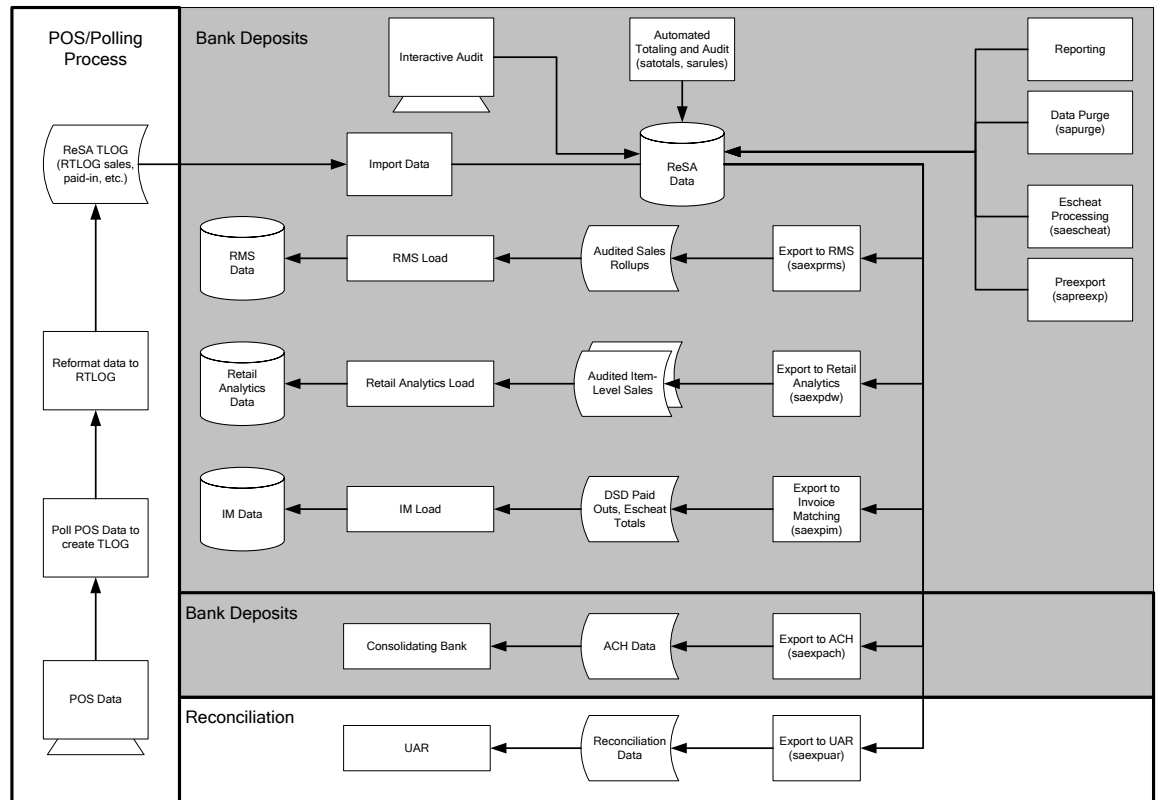 POS/Polling
Process
ReSA TLOG
(RTLOG sales,
paid-in, etc.)
Reformat data to
RTLOG
Poll POS Data to
create TLOG
POS Data
Bank Deposits
Interactive Audit
Automated
Totaling and Audit
(satotals, sarules)
Reporting
Data Purge
(sapurge)
Escheat
Processing
(saescheat)
Preexport
(sapreexp)
Import Data
ReSA
Data
RMS
Data
RMS Load
Audited Sales
Rollups
Export to RMS
(saexprms)
Retail
Analytics
Data
Retail Analytics Load
Audited Item-
Level Sales
Export to Retail
Analytics
(saexpdw)
IM Data
IM Load
DSD Paid
Outs, Escheat
Totals
Export to
Invoice
Matching
(saexpim)
Bank Deposits
Consolidating Bank
ACH Data
Export to ACH
(saexpach)
Reconciliation
UAR
Reconciliation
Data
Export to UAR
(saexpuar)